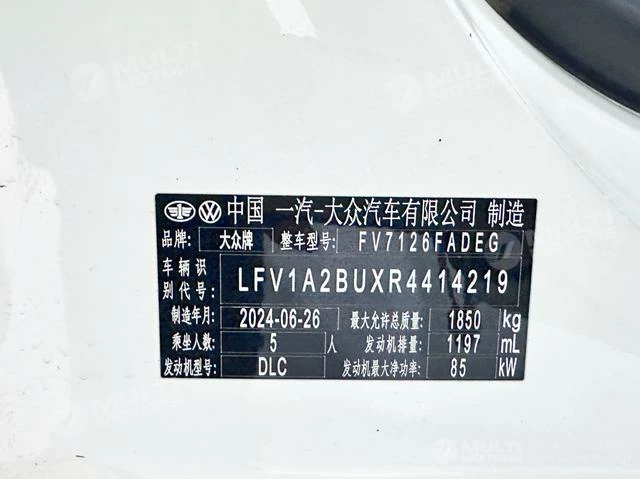 MULTI
MOTORS
中国 一汽-大众汽车有限公司 制造
品牌: 大众牌 整车型号: FV7126FADEG
车辆识别代号: LFV1A2BUXR4414219
制造年月: 2024-06-26 最大允许总质量: 1850 kg
乘坐人数: 5 人 发动机排量: 1197 mL
发动机型号: DLC 发动机最大净功率: 85 kW
MULTI
MOTORS